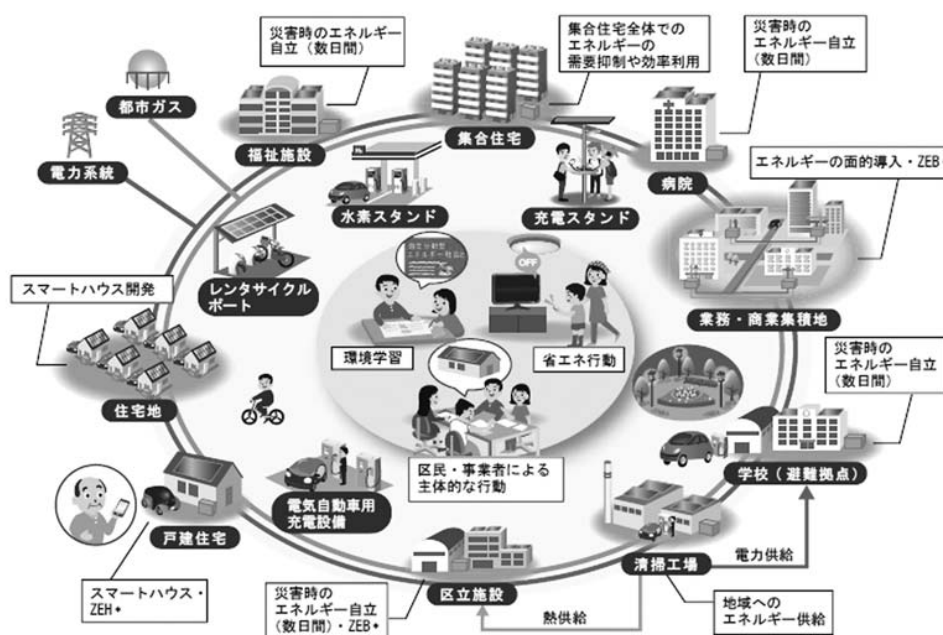 災害時のエネルギー
自立（数日間）
集合住宅全体での
エネルギーの
需要抑制や効率利用
災害時の
エネルギー自立
（数日間）
都市ガス
電力系統
福祉施設
集合住宅
病院
エネルギーの面的導入・ZEB*
水素スタンド
充電スタンド
OFF
レンタサイクル
ポート
スマートハウス開発
業務・商業集積地
環境学習
省エネ行動
災害時の
エネルギー自立
（数日間）
住宅地
区民・事業者による
主体的な行動
学校（避難拠点）
電気自動車用
充電設備
戸建住宅
清掃工場
電力供給
区立施設
スマートハウス・
ZEH*
災害時の
エネルギー自立
（数日間）・ZEB*
熱供給
地域への
エネルギー供給